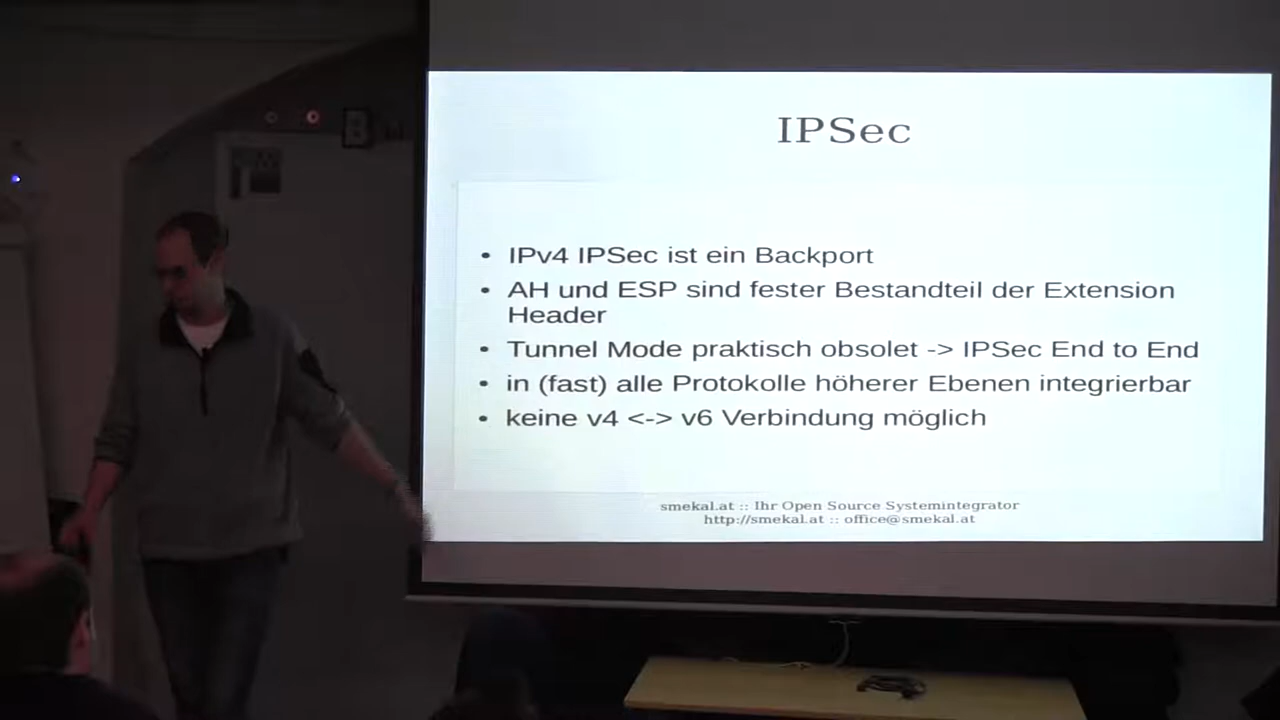 IPSec
• IPv4 IPSec ist ein Backport
• AH und ESP sind fester Bestandteil der Extension
Header
• Tunnel Mode praktisch obsolet -> IPSec End to End
• in (fast) alle Protokolle höherer Ebenen integrierbar
• keine v4 <-> v6 Verbindung möglich
smekal.at :: Ihr Open Source Systemintegrator
http://smekal.at :: office@smekal.at